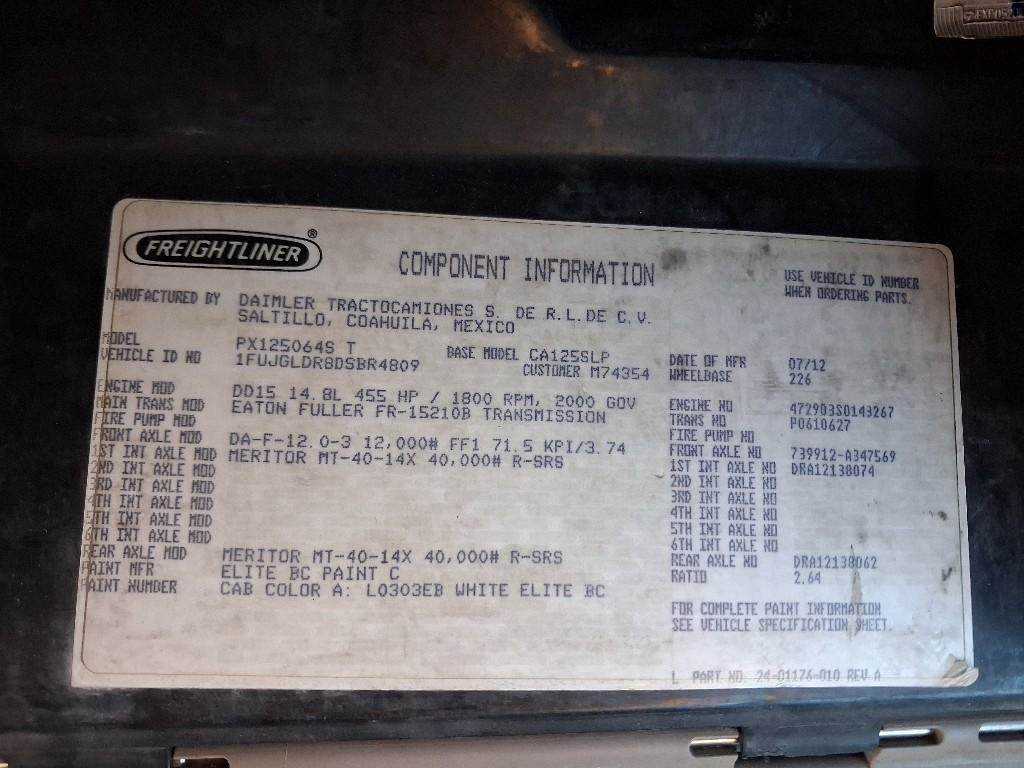 FREIGHTLINER ®
COMPONENT INFORMATION
USE VEHICLE ID NUMBER
WHEN ORDERING PARTS.
MANUFACTURED BY DAIMLER TRACTOCAMIONES S. DE R.L.DE C.V.
SALTILLO, COAHUILA, MEXICO
MODEL PX125064S T BASE MODEL CA125SLP DATE OF MFR 07/12
VEHICLE ID NO 1FUJGLDR8DSBR4809 CUSTOMER M74354 WHEELBASE 226
ENGINE MOD DD15 14.8L 455 HP / 1800 RPM, 2000 GOV ENGINE NO 472903S0143267
MAIN TRANS MOD EATON FULLER FR-15210B TRANSMISSION TRANS NO P0610627
FIRE PUMP MOD FIRE PUMP NO
FRONT AXLE MOD DA-F-12.0-3 12,000# FF1 71.5 KPI/3.74 FRONT AXLE NO 739912-A347569
1ST INT AXLE MOD MERITOR MT-40-14X 40,000# R-SRS 1ST INT AXLE NO DRA12138074
2ND INT AXLE MOD 2ND INT AXLE NO
3RD INT AXLE MOD 3RD INT AXLE NO
4TH INT AXLE MOD 4TH INT AXLE NO
5TH INT AXLE MOD 5TH INT AXLE NO
6TH INT AXLE MOD 6TH INT AXLE NO
REAR AXLE MOD MERITOR MT-40-14X 40,000# R-SRS REAR AXLE NO DRA12138062
PAINT MFR ELITE BC PAINT C RATIO 2.64
PAINT NUMBER CAB COLOR A: L0303EB WHITE ELITE BC
FOR COMPLETE PAINT INFORMATION
SEE VEHICLE SPECIFICATION SHEET.
L PART NO. 24-01176-010 REV A